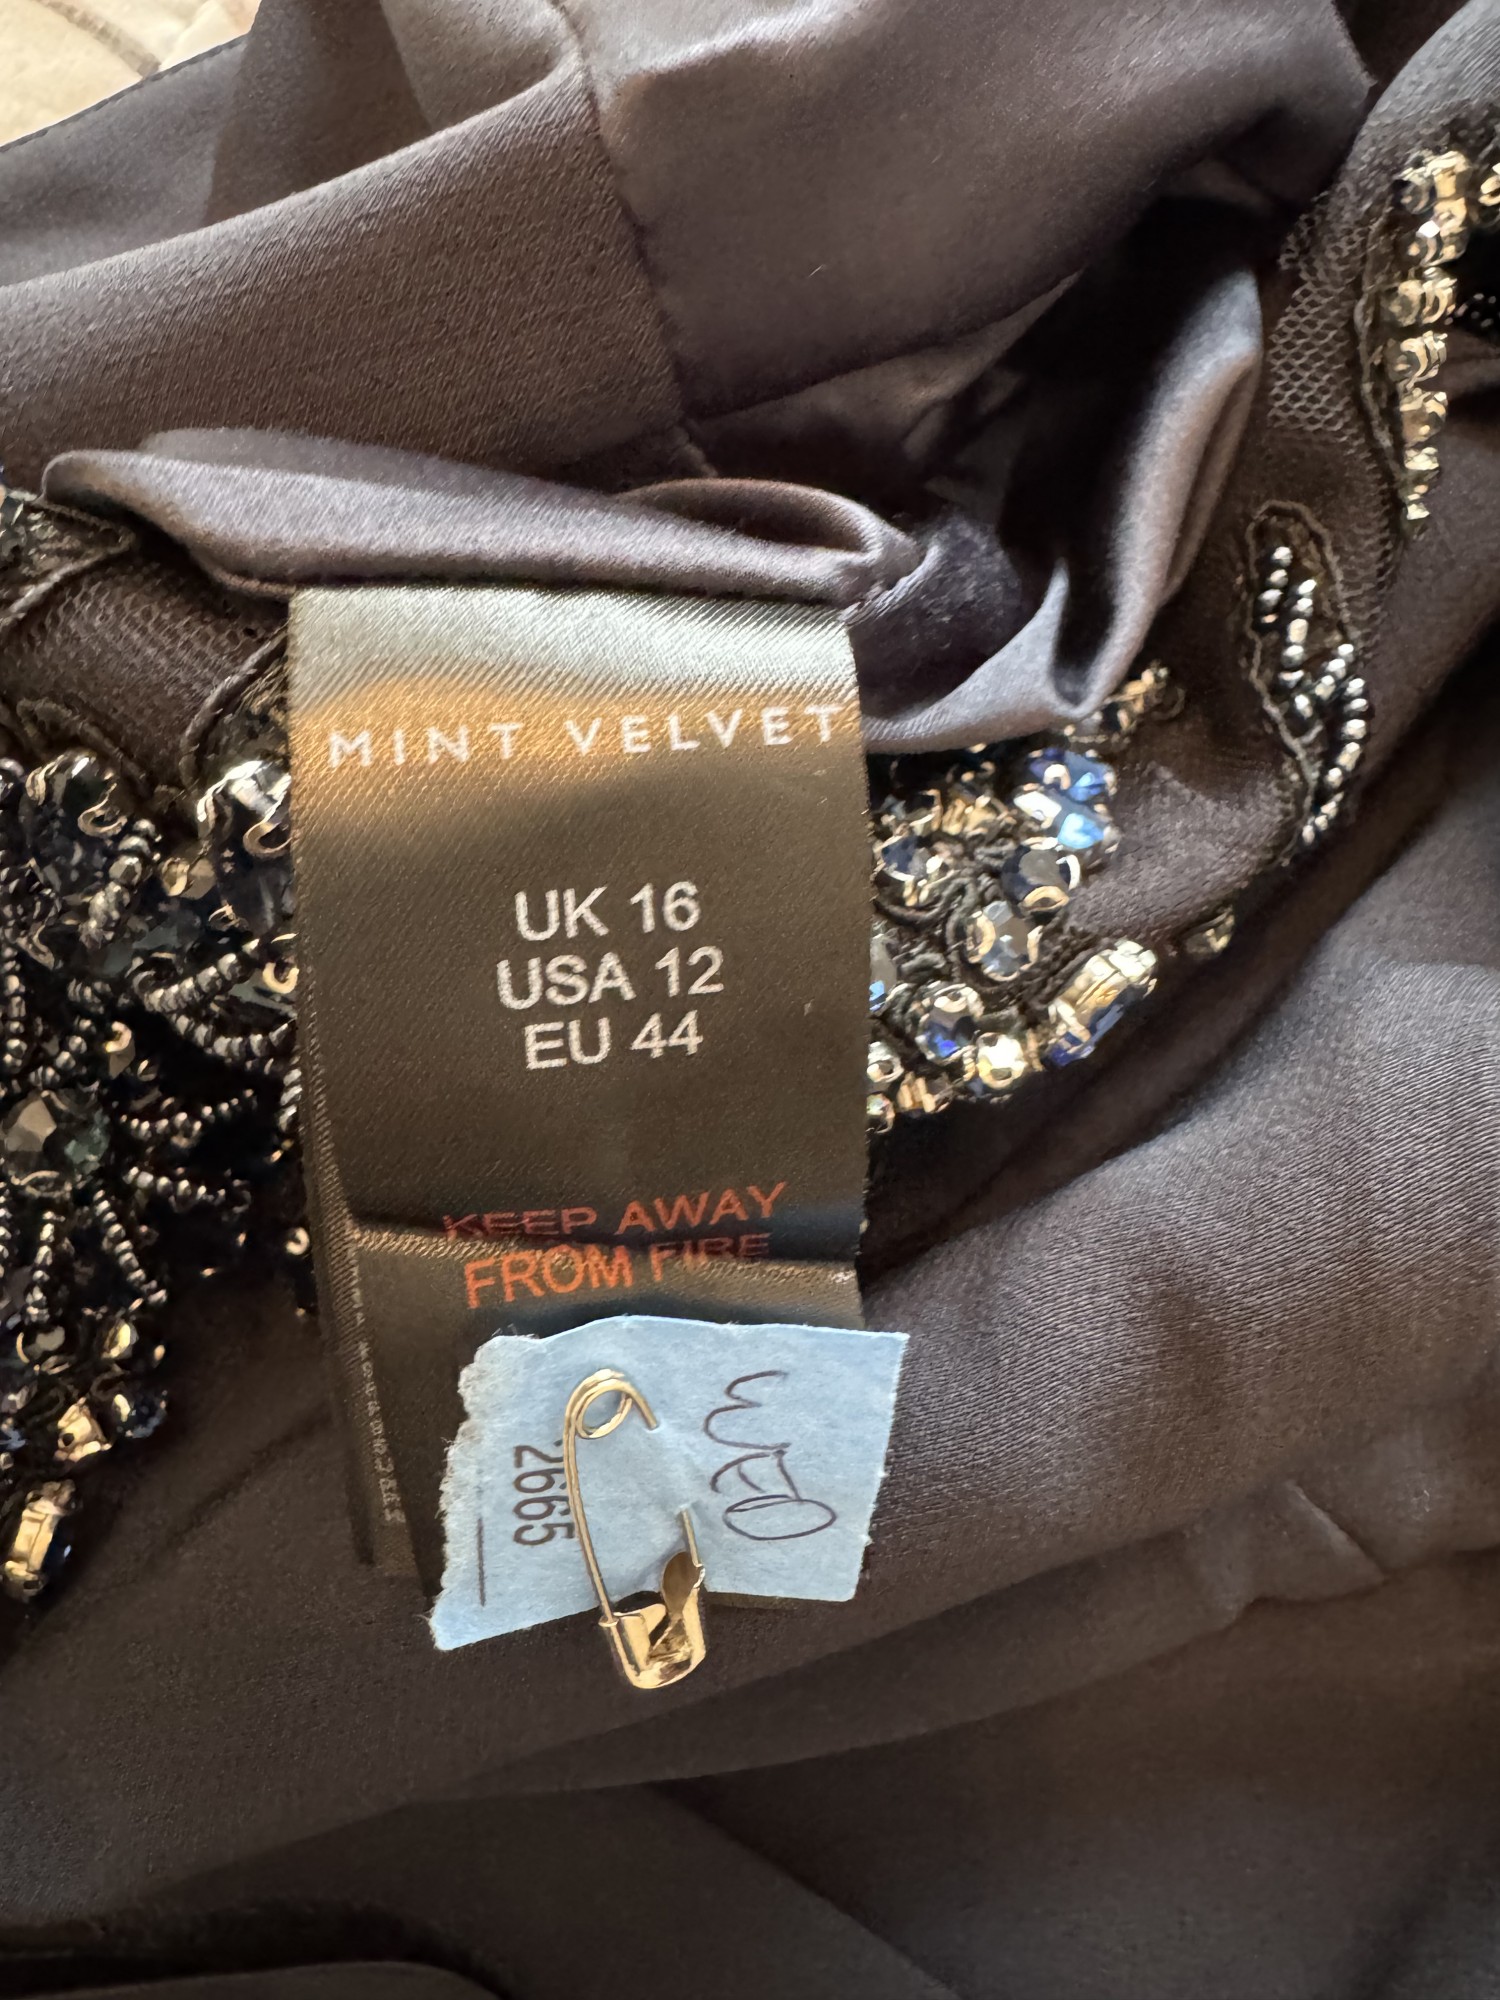 MINT VELVET
UK 16
USA 12
EU 44
KEEP AWAY
FROM FIRE
WED
2665